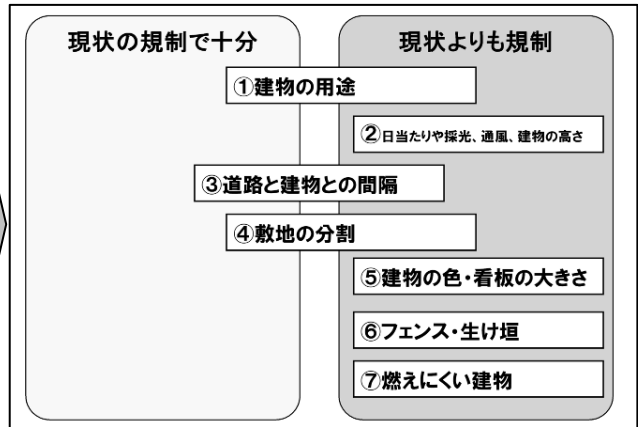 現状の規制で十分
現状よりも規制
①建物の用途
②日当たりや採光、通風、建物の高さ
③道路と建物との間隔
④敷地の分割
⑤建物の色・看板の大きさ
⑥フェンス・生け垣
⑦燃えにくい建物